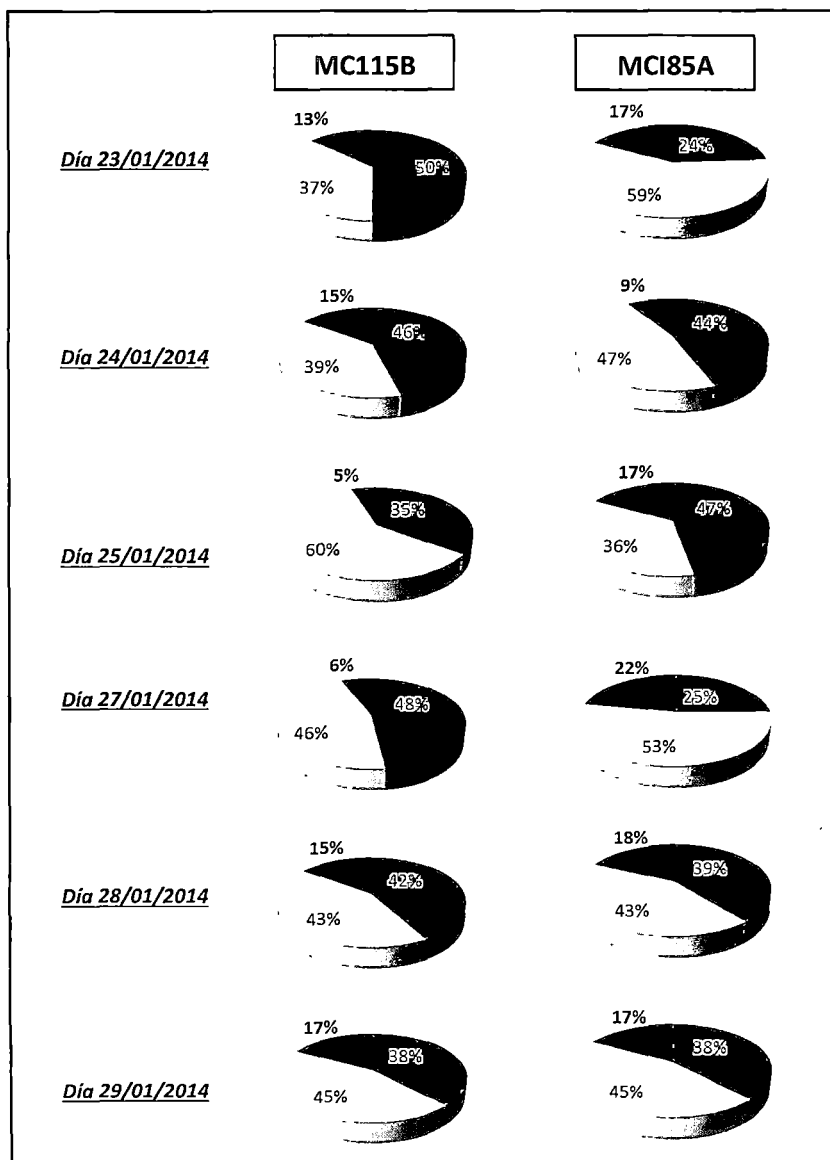 MC115B MCI85A
Día 23/01/2014
13% 50% 37%
17% 24% 59%
Día 24/01/2014
15% 46% 39%
9% 44% 47%
Día 25/01/2014
5% 35% 60%
17% 47% 36%
Día 27/01/2014
6% 48% 46%
22% 25% 53%
Día 28/01/2014
15% 42% 43%
18% 39% 43%
Día 29/01/2014
17% 38% 45%
17% 38% 45%